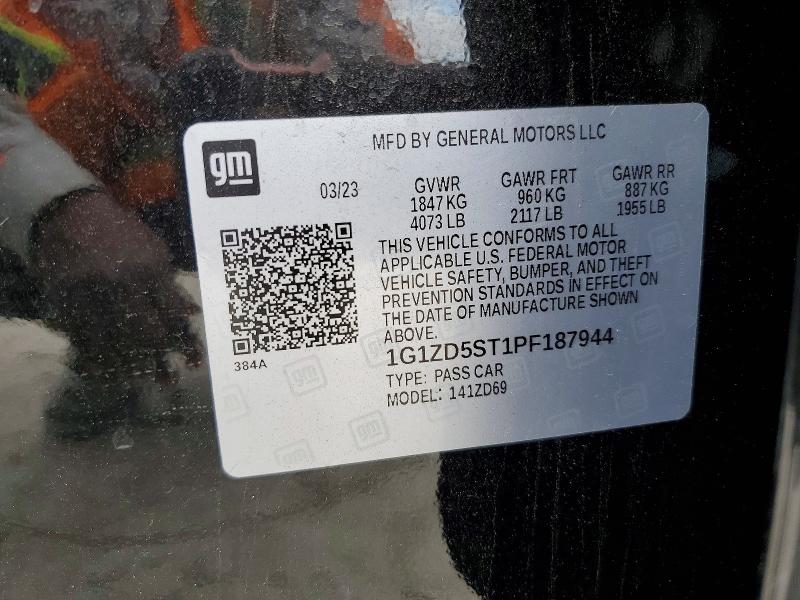 MFD BY GENERAL MOTORS LLC
gm
03/23
GVWR
1847 KG
4073 LB
GAWR FRT
960 KG
2117 LB
GAWR RR
887 KG
1955 LB
THIS VEHICLE CONFORMS TO ALL
APPLICABLE U.S. FEDERAL MOTOR
VEHICLE SAFETY, BUMPER, AND THEFT
PREVENTION STANDARDS IN EFFECT ON
THE DATE OF MANUFACTURE SHOWN
ABOVE.
1G1ZD5ST1PF187944
384A
TYPE: PASS CAR
MODEL: 141ZD69